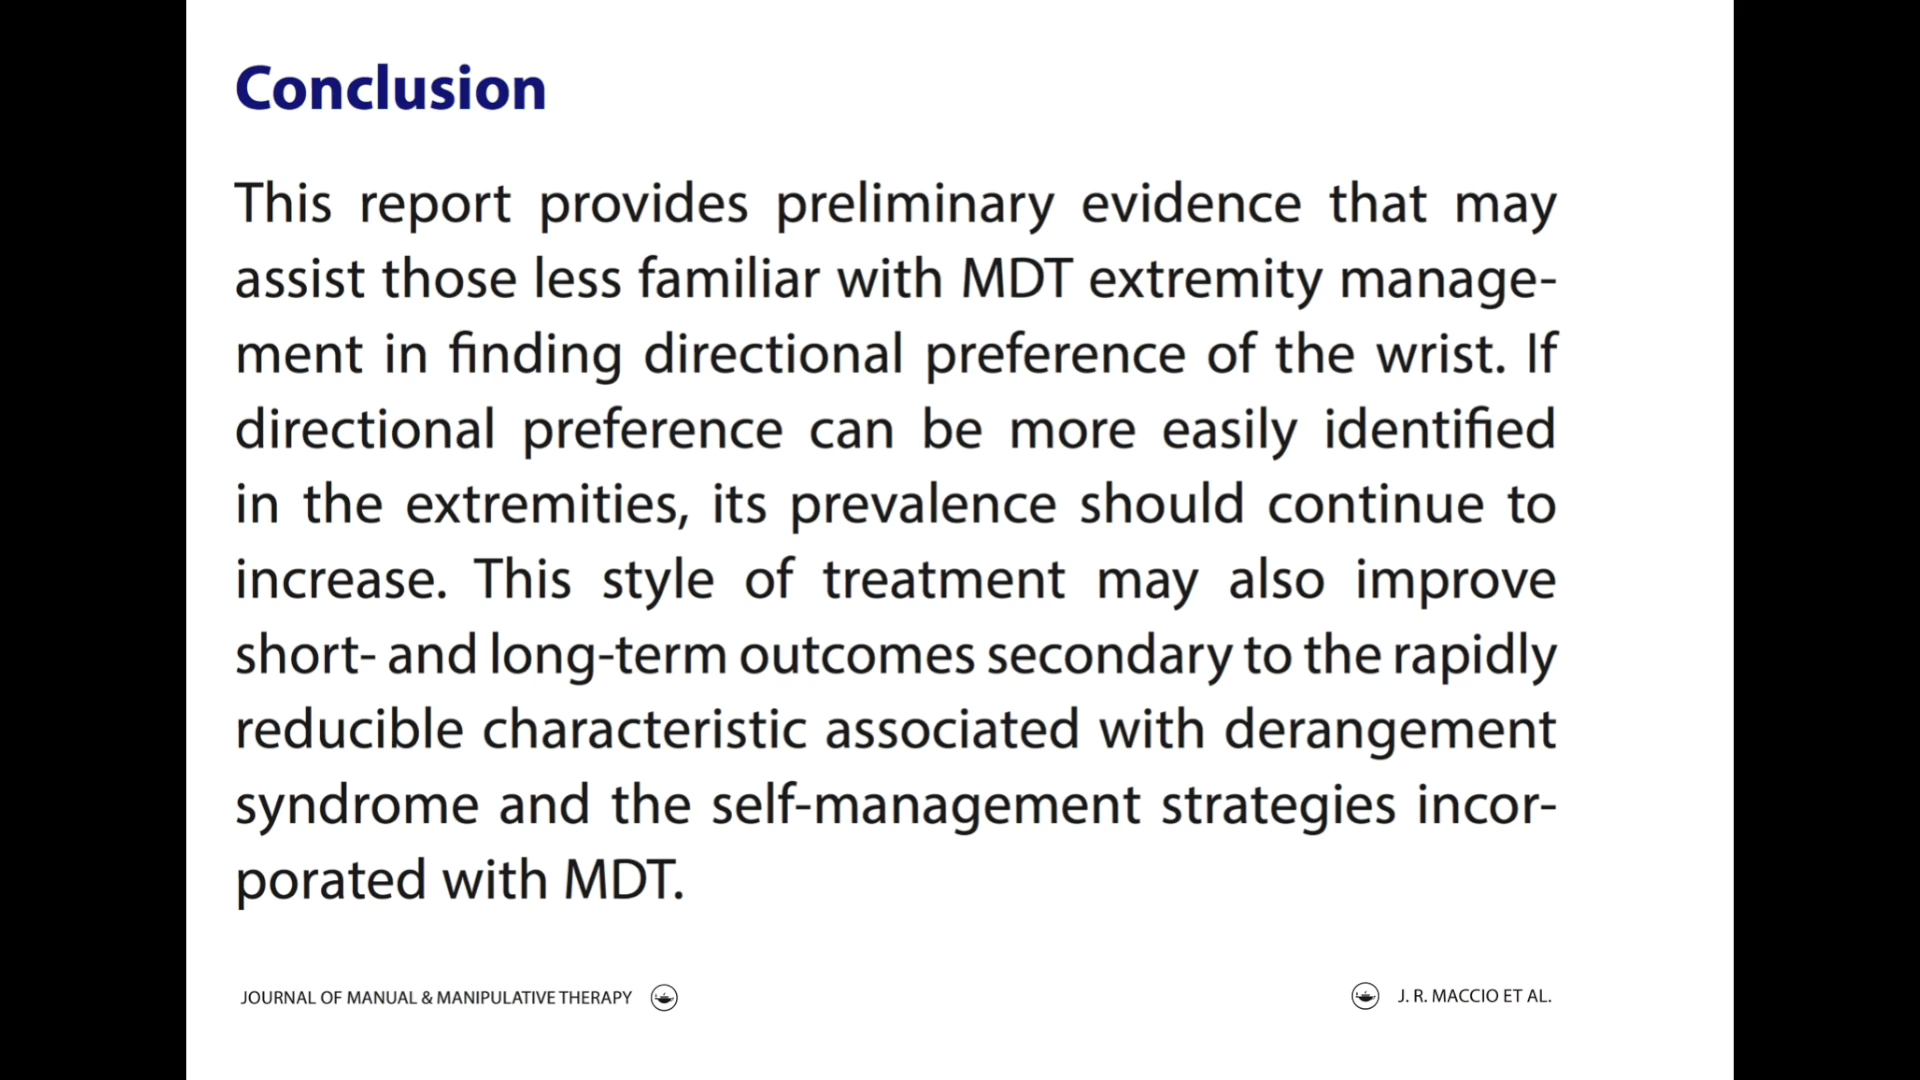 Conclusion
This report provides preliminary evidence that may
assist those less familiar with MDT extremity manage-
ment in finding directional preference of the wrist. If
directional preference can be more easily identified
in the extremities, its prevalence should continue to
increase. This style of treatment may also improve
short- and long-term outcomes secondary to the rapidly
reducible characteristic associated with derangement
syndrome and the self-management strategies incor-
porated with MDT.
JOURNAL OF MANUAL & MANIPULATIVE THERAPY
J. R. MACCIO ET AL.